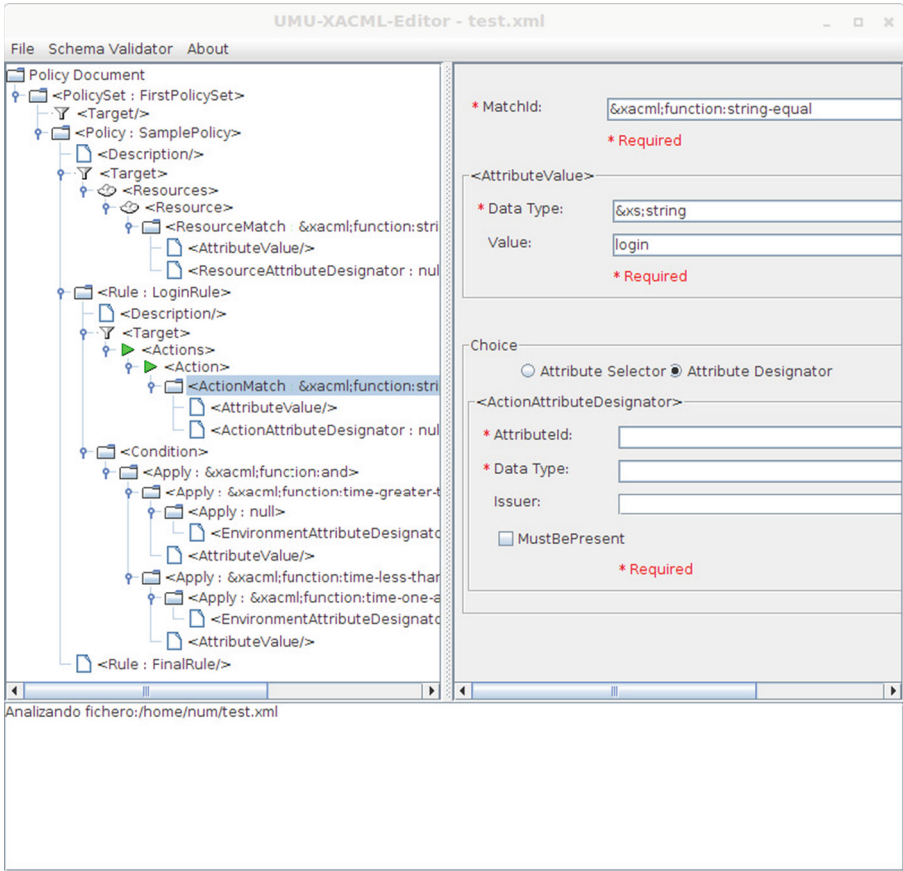 UMU-XACML-Editor - test.xml
File Schema Validator About
Policy Document
<PolicySet : FirstPolicySet>
<Target/>
<Policy : SamplePolicy>
<Description/>
<Target>
<Resources>
<Resource>
<ResourceMatch &xacml;function:stri
<AttributeValue/>
<ResourceAttributeDesignator : nul
<Rule : LoginRule>
<Description/>
<Target>
<Actions>
<Action>
<ActionMatch &xacml;function:stri
<AttributeValue/>
<ActionAttributeDesignator : nul
<Condition>
<Apply : &xacml;function:and>
<Apply : &xacml;function:time-greater-t
<Apply : null>
<EnvironmentAttributeDesignato
<AttributeValue/>
<Apply : &xacml;function:time-less-thar
<Apply : &xacml;function:time-one-a
<EnvironmentAttributeDesignato
<AttributeValue/>
<Rule : FinalRule/>
* MatchId: &xacml;function:string-equal
* Required
<AttributeValue>
* Data Type: &xs;string
Value: login
* Required
Choice
Attribute Selector Attribute Designator
<ActionAttributeDesignator>
* AttributeId:
* Data Type:
Issuer:
MustBePresent
* Required
Analizando fichero:/home/num/test.xml